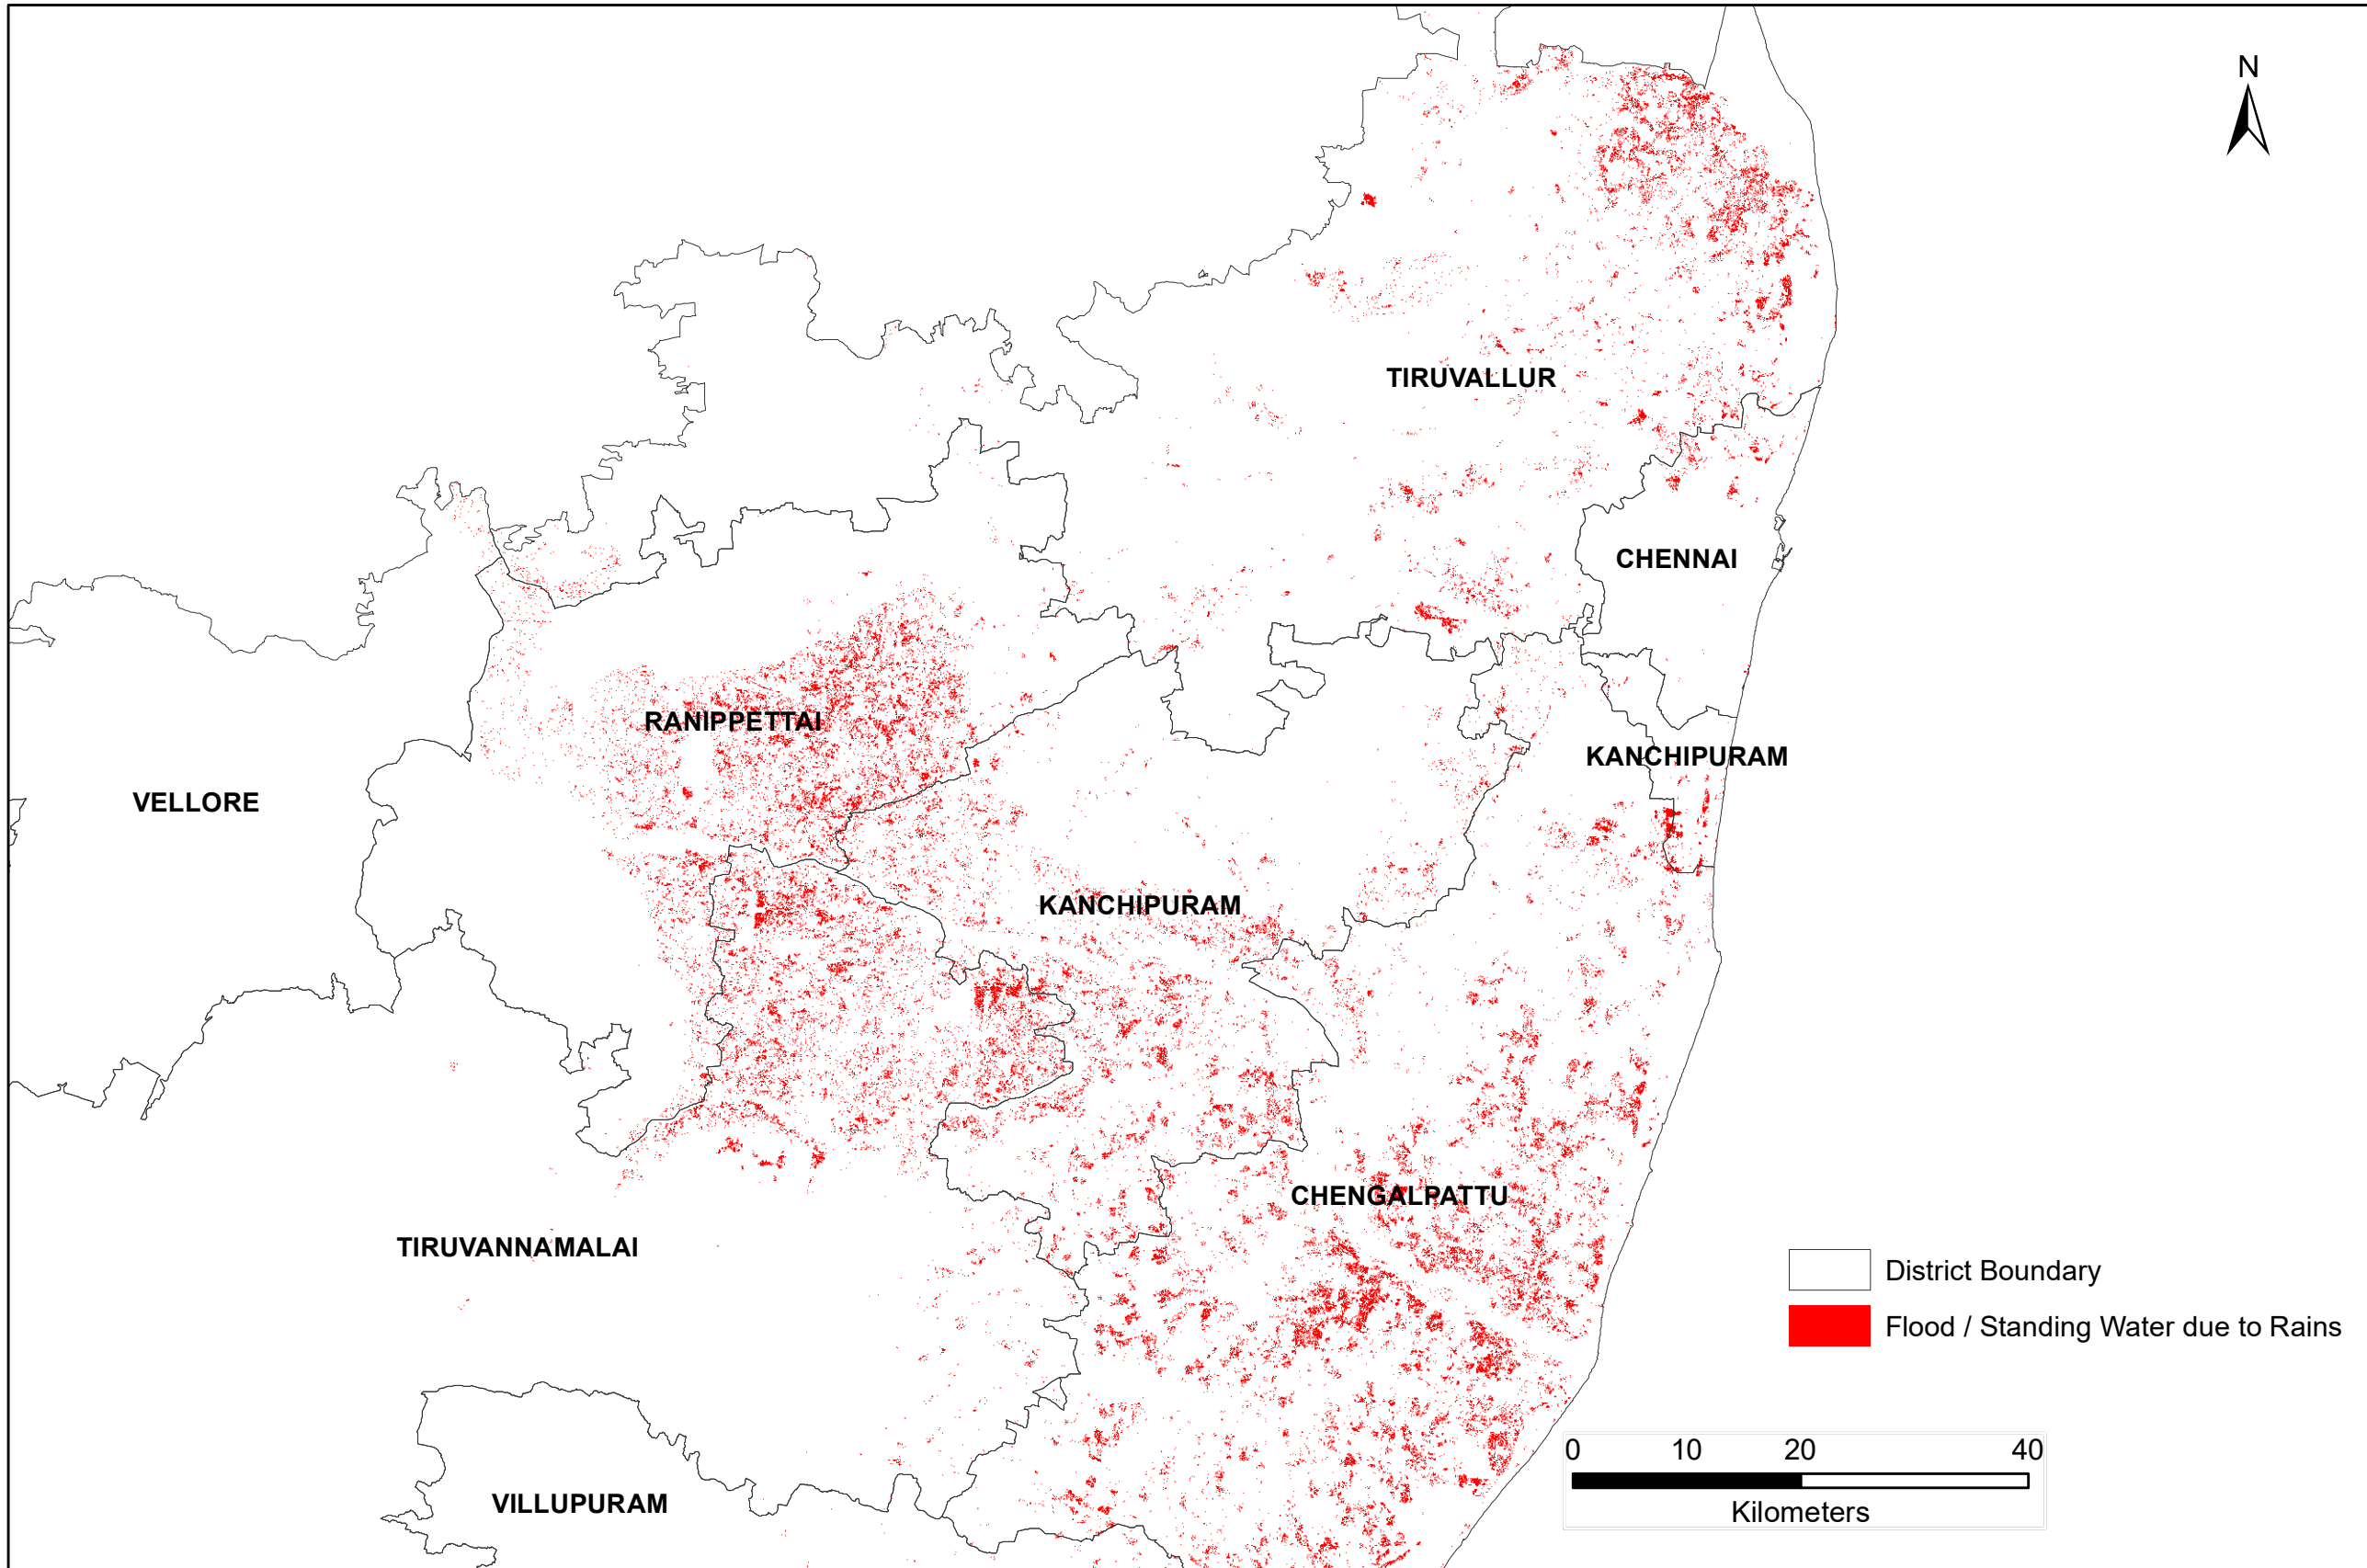 N
TIRUVALLUR
CHENNAI
RANIPPETTAI
KANCHIPURAM
VELLORE
KANCHIPURAM
CHENGALPATTU
TIRUVANNAMALAI
District Boundary
Flood / Standing Water due to Rains
0 10 20 40
Kilometers
VILLUPURAM